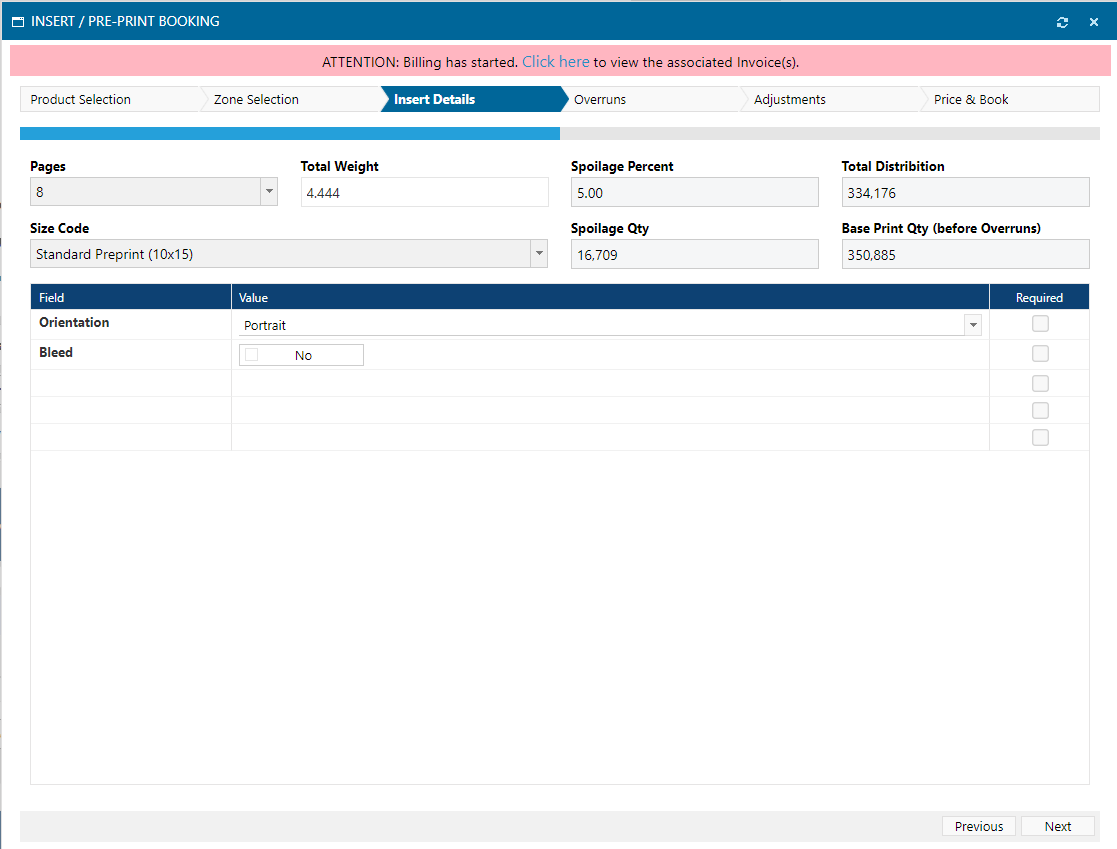 INSERT / PRE-PRINT BOOKING
ATTENTION: Billing has started. Click here to view the associated Invoice(s).
Product Selection Zone Selection Insert Details Overruns Adjustments Price & Book
Pages Total Weight Spoilage Percent Total Distribition
8 4.444 5.00 334,176
Size Code Spoilage Qty Base Print Qty (before Overruns)
Standard Preprint (10x15) 16,709 350,885
Field Value Required
Orientation Portrait
Bleed No
Previous Next